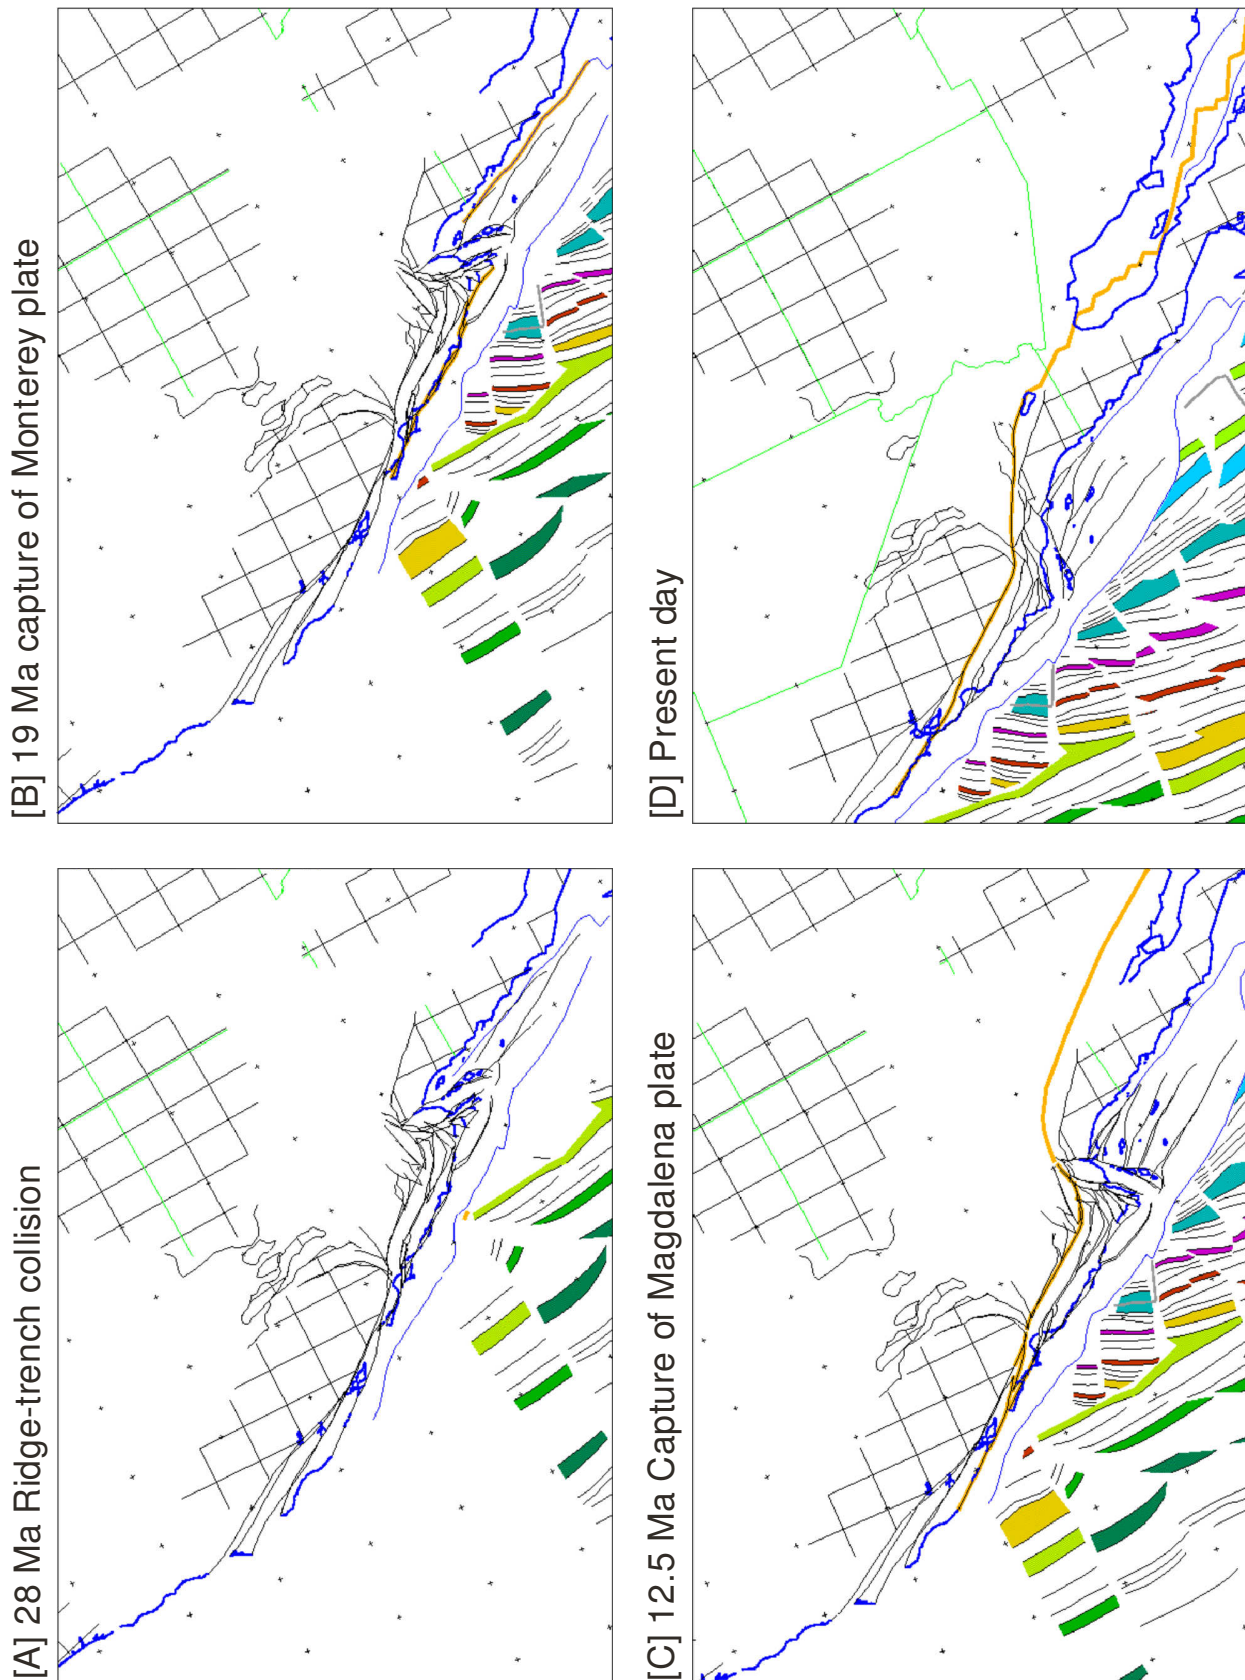 [A] 28 Ma Ridge-trench collision
[B] 19 Ma capture of Monterey plate
[C] 12.5 Ma Capture of Magdalena plate
[D] Present day